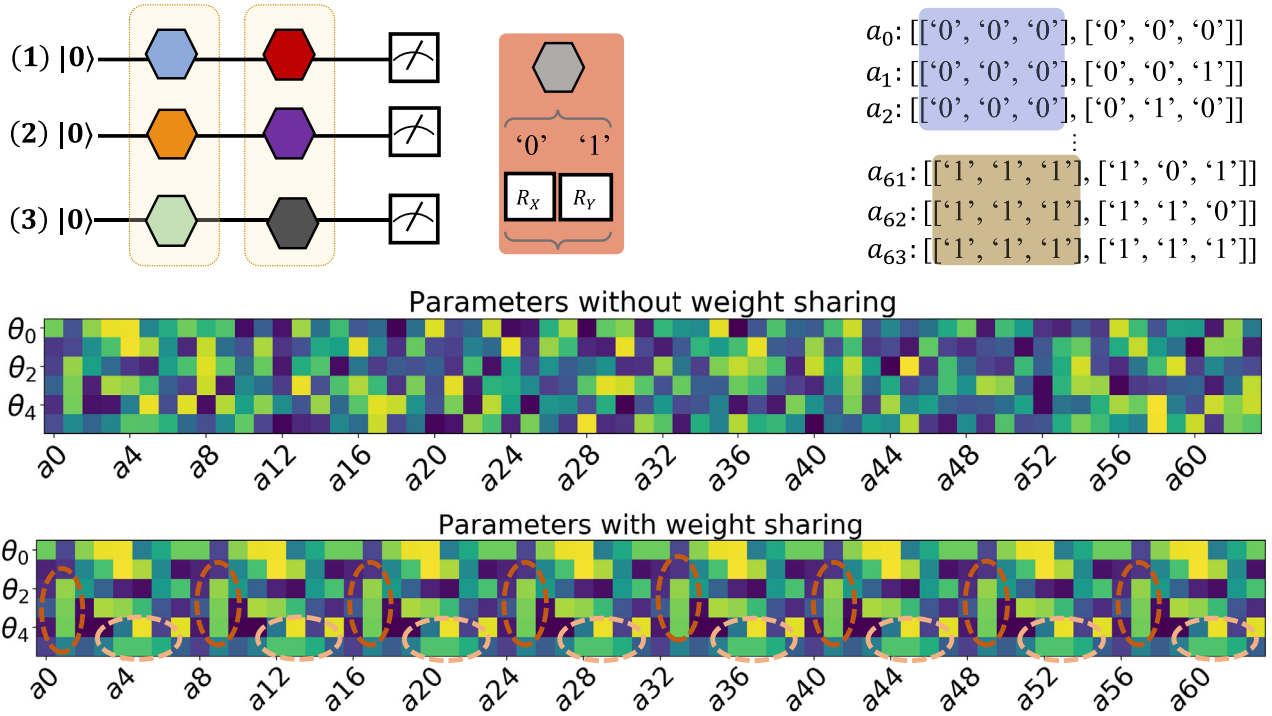 (1) |0⟩
(2) |0⟩
(3) |0⟩
‘0’ ‘1’
R_X R_Y
a_0: [[‘0’, ‘0’, ‘0’], [‘0’, ‘0’, ‘0’]]
a_1: [[‘0’, ‘0’, ‘0’], [‘0’, ‘0’, ‘1’]]
a_2: [[‘0’, ‘0’, ‘0’], [‘0’, ‘1’, ‘0’]]
⋮
a_61: [[‘1’, ‘1’, ‘1’], [‘1’, ‘0’, ‘1’]]
a_62: [[‘1’, ‘1’, ‘1’], [‘1’, ‘1’, ‘0’]]
a_63: [[‘1’, ‘1’, ‘1’], [‘1’, ‘1’, ‘1’]]
Parameters without weight sharing
θ_0
θ_2
θ_4
a0 a4 a8 a12 a16 a20 a24 a28 a32 a36 a40 a44 a48 a52 a56 a60
Parameters with weight sharing
θ_0
θ_2
θ_4
a0 a4 a8 a12 a16 a20 a24 a28 a32 a36 a40 a44 a48 a52 a56 a60